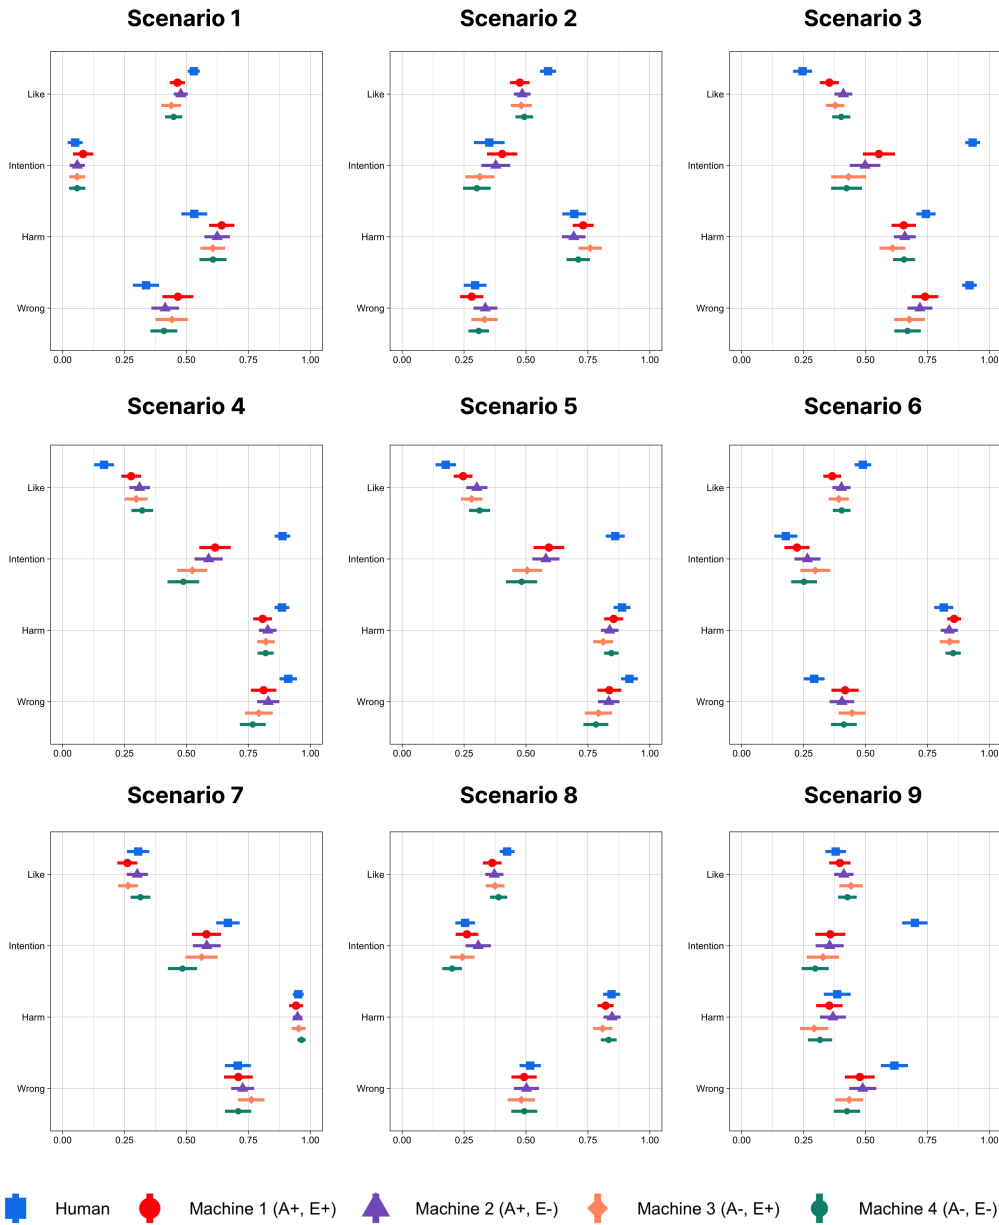 Scenario 1
Scenario 2
Scenario 3
Like
Intention
Harm
Wrong
0.00 0.25 0.50 0.75 1.00
Like
Intention
Harm
Wrong
0.00 0.25 0.50 0.75 1.00
Like
Intention
Harm
Wrong
0.00 0.25 0.50 0.75 1.00
Scenario 4
Scenario 5
Scenario 6
Like
Intention
Harm
Wrong
0.00 0.25 0.50 0.75 1.00
Like
Intention
Harm
Wrong
0.00 0.25 0.50 0.75 1.00
Like
Intention
Harm
Wrong
0.00 0.25 0.50 0.75 1.00
Scenario 7
Scenario 8
Scenario 9
Like
Intention
Harm
Wrong
0.00 0.25 0.50 0.75 1.00
Like
Intention
Harm
Wrong
0.00 0.25 0.50 0.75 1.00
Like
Intention
Harm
Wrong
0.00 0.25 0.50 0.75 1.00
Human
Machine 1 (A+, E+)
Machine 2 (A+, E-)
Machine 3 (A-, E+)
Machine 4 (A-, E-)